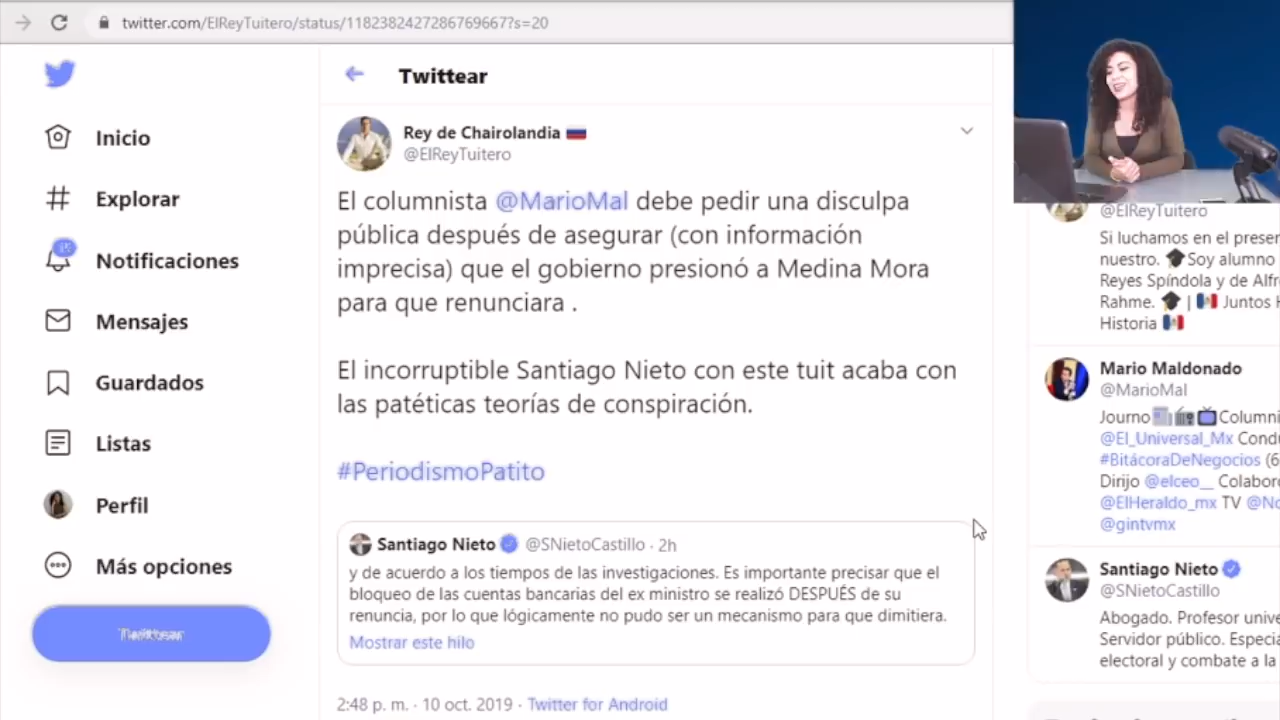 twitter.com/ElReyTuitero/status/1182382427286769667?s=20
Inicio
Explorar
Notificaciones
Mensajes
Guardados
Listas
Perfil
Más opciones
Twittear
Twittear
Rey de Chairolandia
@ElReyTuitero
El columnista @MarioMal debe pedir una disculpa
pública después de asegurar (con información
imprecisa) que el gobierno presionó a Medina Mora
para que renunciara .
El incorruptible Santiago Nieto con este tuit acaba con
las patéticas teorías de conspiración.
#PeriodismoPatito
Santiago Nieto @SNietoCastillo · 2h
y de acuerdo a los tiempos de las investigaciones. Es importante precisar que el
bloqueo de las cuentas bancarias del ex ministro se realizó DESPUÉS de su
renuncia, por lo que lógicamente no pudo ser un mecanismo para que dimitiera.
Mostrar este hilo
2:48 p. m. · 10 oct. 2019 · Twitter for Android
@ElReyTuitero
Si luchamos en el preser
nuestro. Soy alumno
Reyes Spíndola y de Alfr
Rahme. | Juntos H
Historia
Mario Maldonado
@MarioMal
Journo Columni
@El_Universal_Mx Condu
#BitácoraDeNegocios (6
Dirijo @elceo__ Colabor
@ElHeraldo_mx TV @No
@gintvmx
Santiago Nieto
@SNietoCastillo
Abogado. Profesor unive
Servidor público. Especia
electoral y combate a la